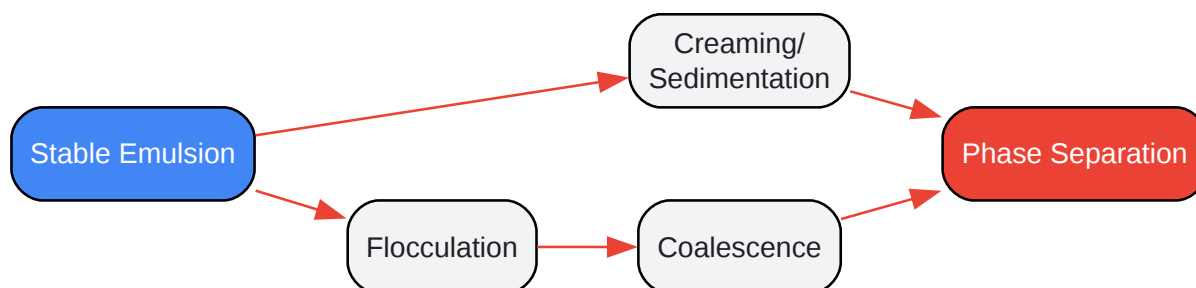 Creaming/
Sedimentation
Stable Emulsion
Phase Separation
Flocculation
Coalescence